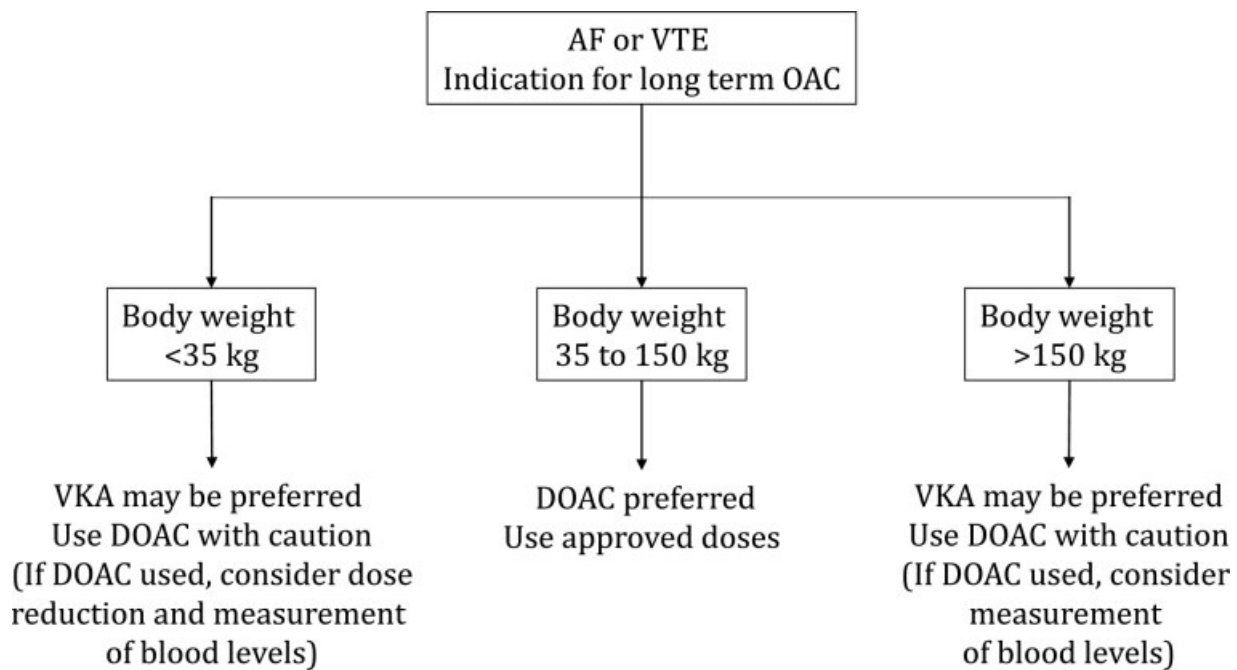 AF or VTE
Indication for long term OAC
Body weight
<35 kg
Body weight
35 to 150 kg
Body weight
>150 kg
VKA may be preferred
Use DOAC with caution
(If DOAC used, consider dose
reduction and measurement
of blood levels)
DOAC preferred
Use approved doses
VKA may be preferred
Use DOAC with caution
(If DOAC used, consider
measurement
of blood levels)